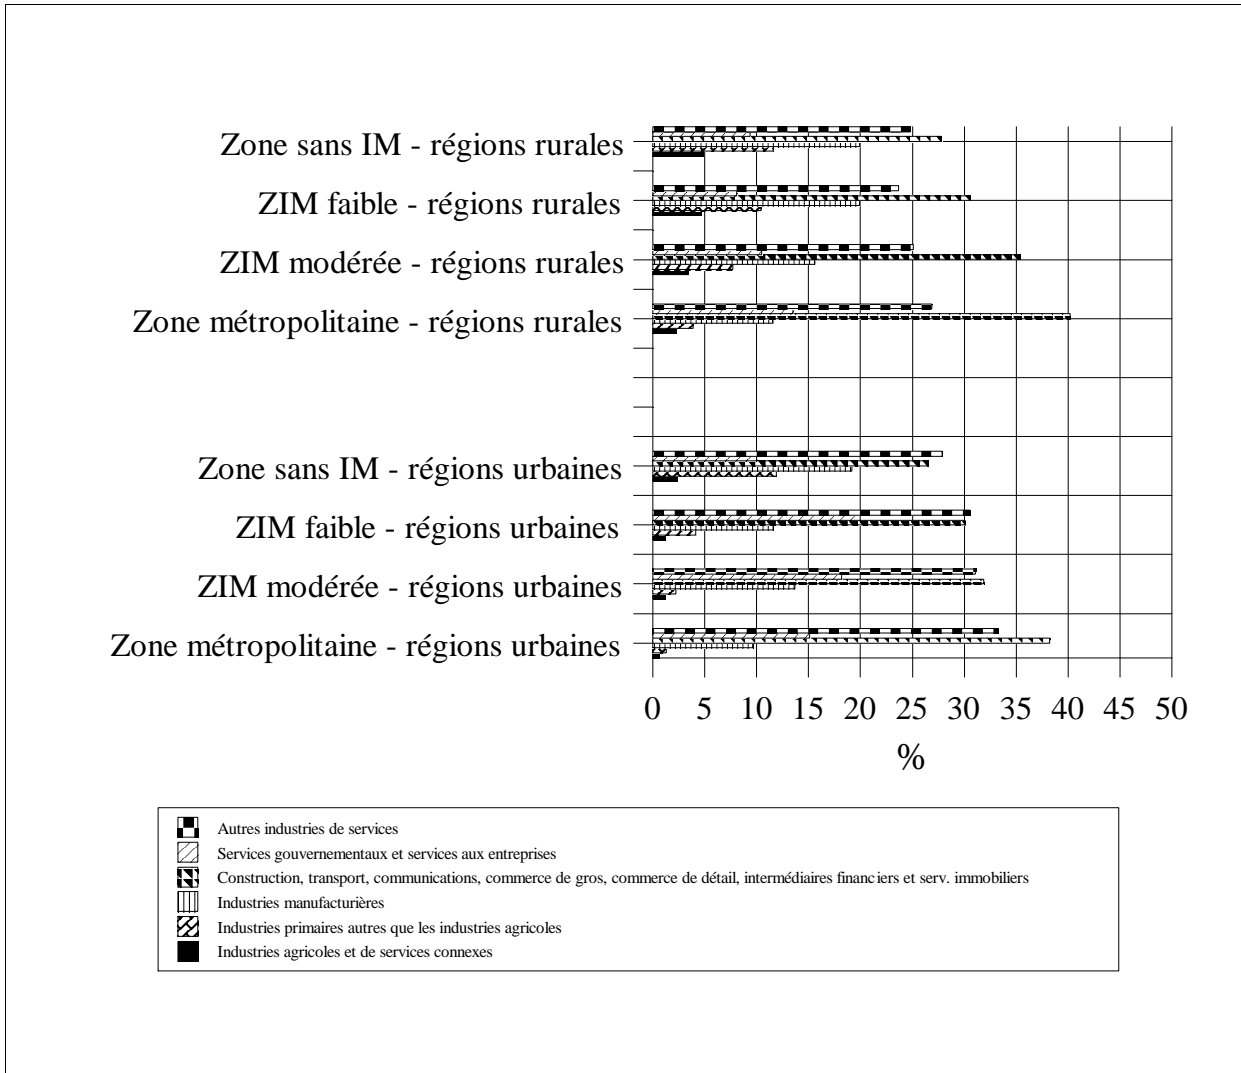 Zone sans IM - régions rurales
ZIM faible - régions rurales
ZIM modérée - régions rurales
Zone métropolitaine - régions rurales
Zone sans IM - régions urbaines
ZIM faible - régions urbaines
ZIM modérée - régions urbaines
Zone métropolitaine - régions urbaines
0 5 10 15 20 25 30 35 40 45 50
%
Autres industries de services
Services gouvernementaux et services aux entreprises
Construction, transport, communications, commerce de gros, commerce de détail, intermédiaires financiers et serv. immobiliers
Industries manufacturières
Industries primaires autres que les industries agricoles
Industries agricoles et de services connexes